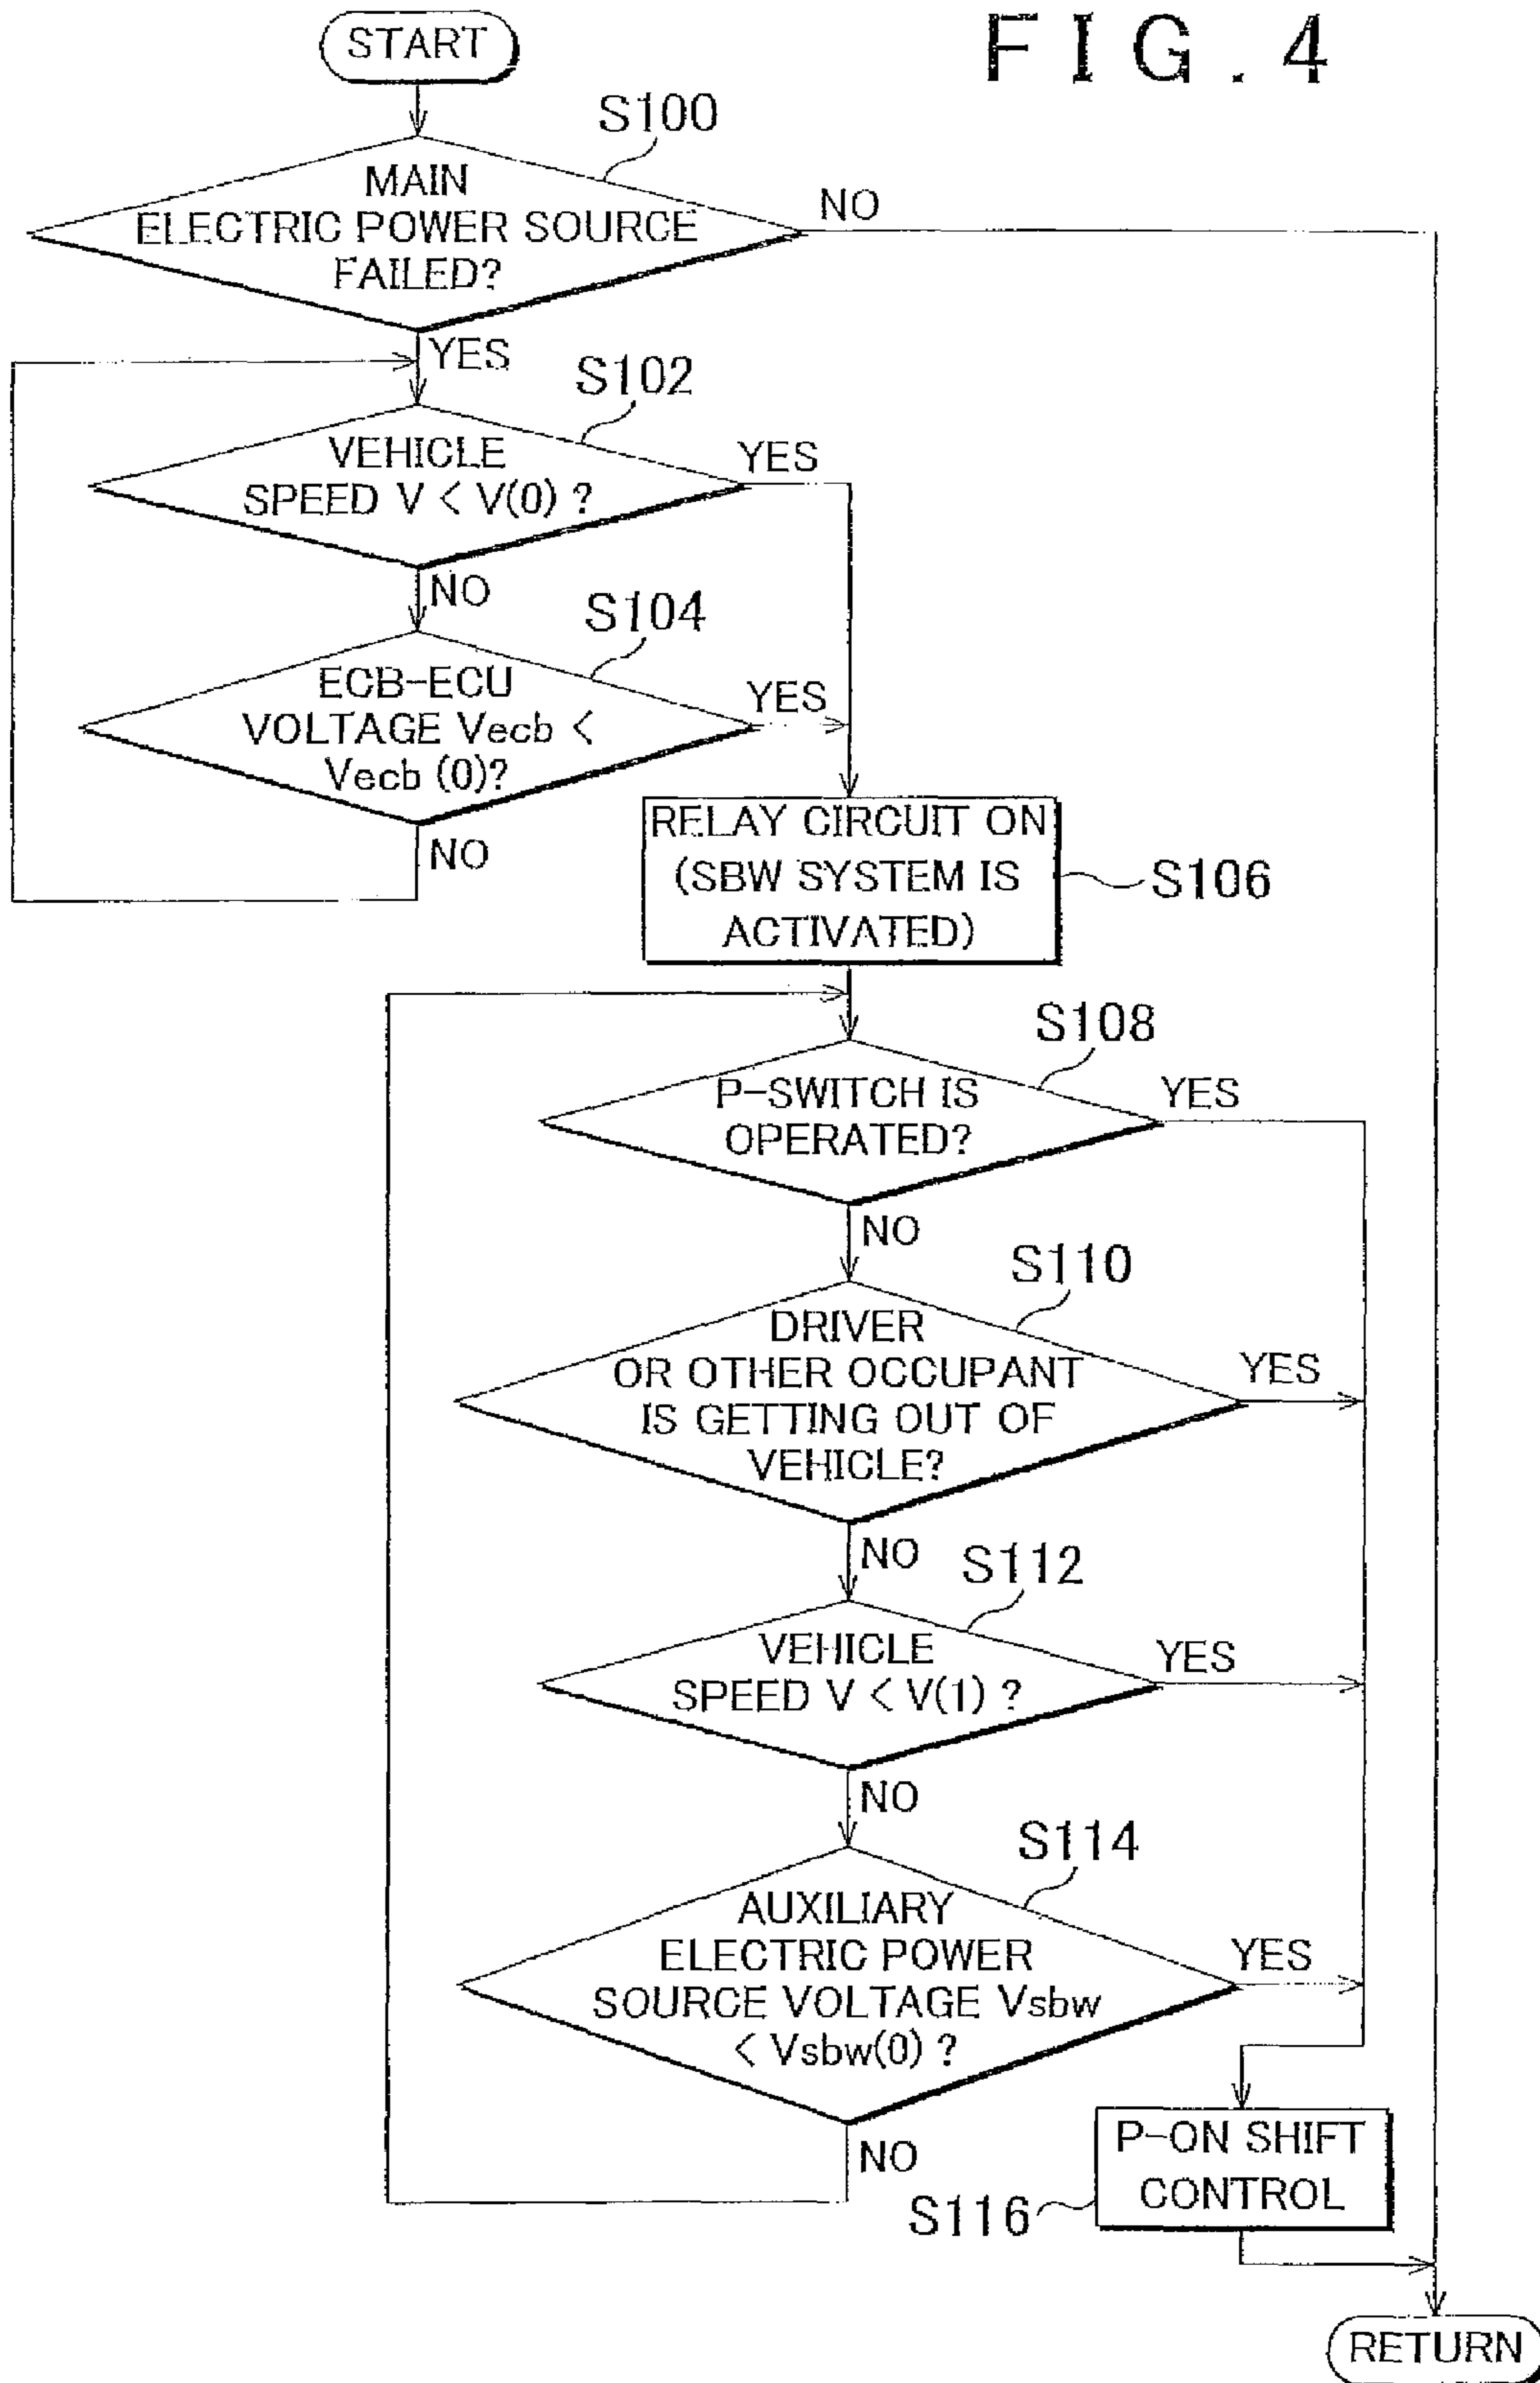 FIG. 4
START
S100
MAIN
ELECTRIC POWER SOURCE
FAILED?
NO
YES
S102
VEHICLE
SPEED V < V(0) ?
YES
NO
S104
ECB-ECU
VOLTAGE Vecb <
Vecb (0)?
YES
NO
RELAY CIRCUIT ON
(SBW SYSTEM IS
ACTIVATED)
S106
S108
P-SWITCH IS
OPERATED?
YES
NO
S110
DRIVER
OR OTHER OCCUPANT
IS GETTING OUT OF
VEHICLE?
YES
NO
S112
VEHICLE
SPEED V < V(1) ?
YES
NO
S114
AUXILIARY
ELECTRIC POWER
SOURCE VOLTAGE Vsbw
< Vsbw(0) ?
YES
NO
P-ON SHIFT
CONTROL
S116
RETURN